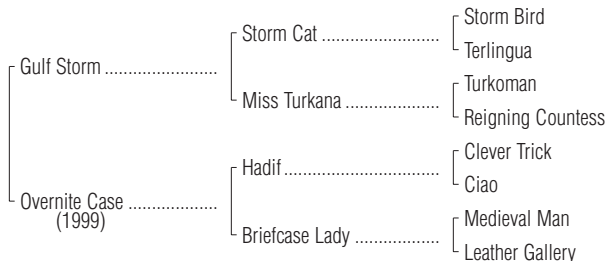 Storm Bird
Storm Cat ........................
Terlingua
Gulf Storm .......................
Turkoman
Miss Turkana ...................
Reigning Countess
Clever Trick
Hadif ................................
Ciao
Overnite Case ..................
(1999)
Medieval Man
Briefcase Lady .................
Leather Gallery